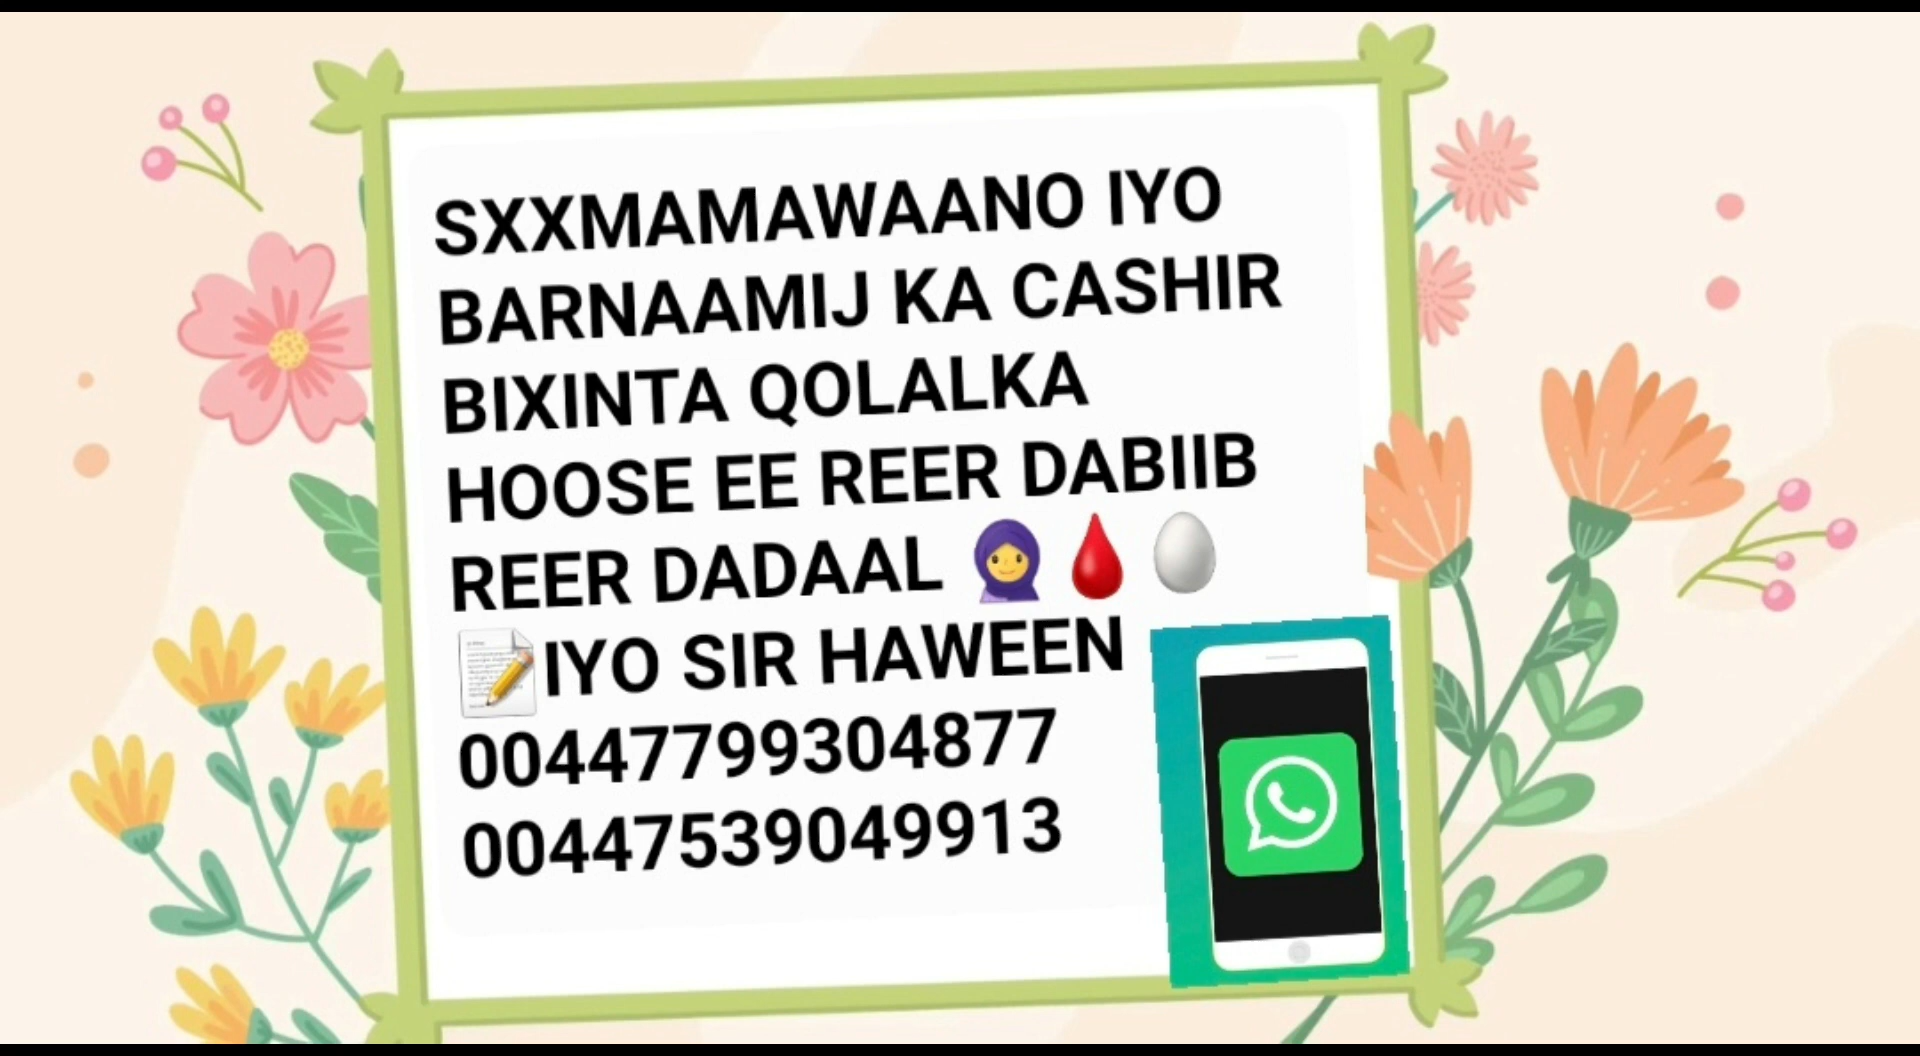 SXXMAMAWAANO IYO
BARNAAMIJ KA CASHIR
BIXINTA QOLALKA
HOOSE EE REER DABIIB
REER DADAAL 🧕🩸🥚
📝IYO SIR HAWEEN
00447799304877
00447539049913